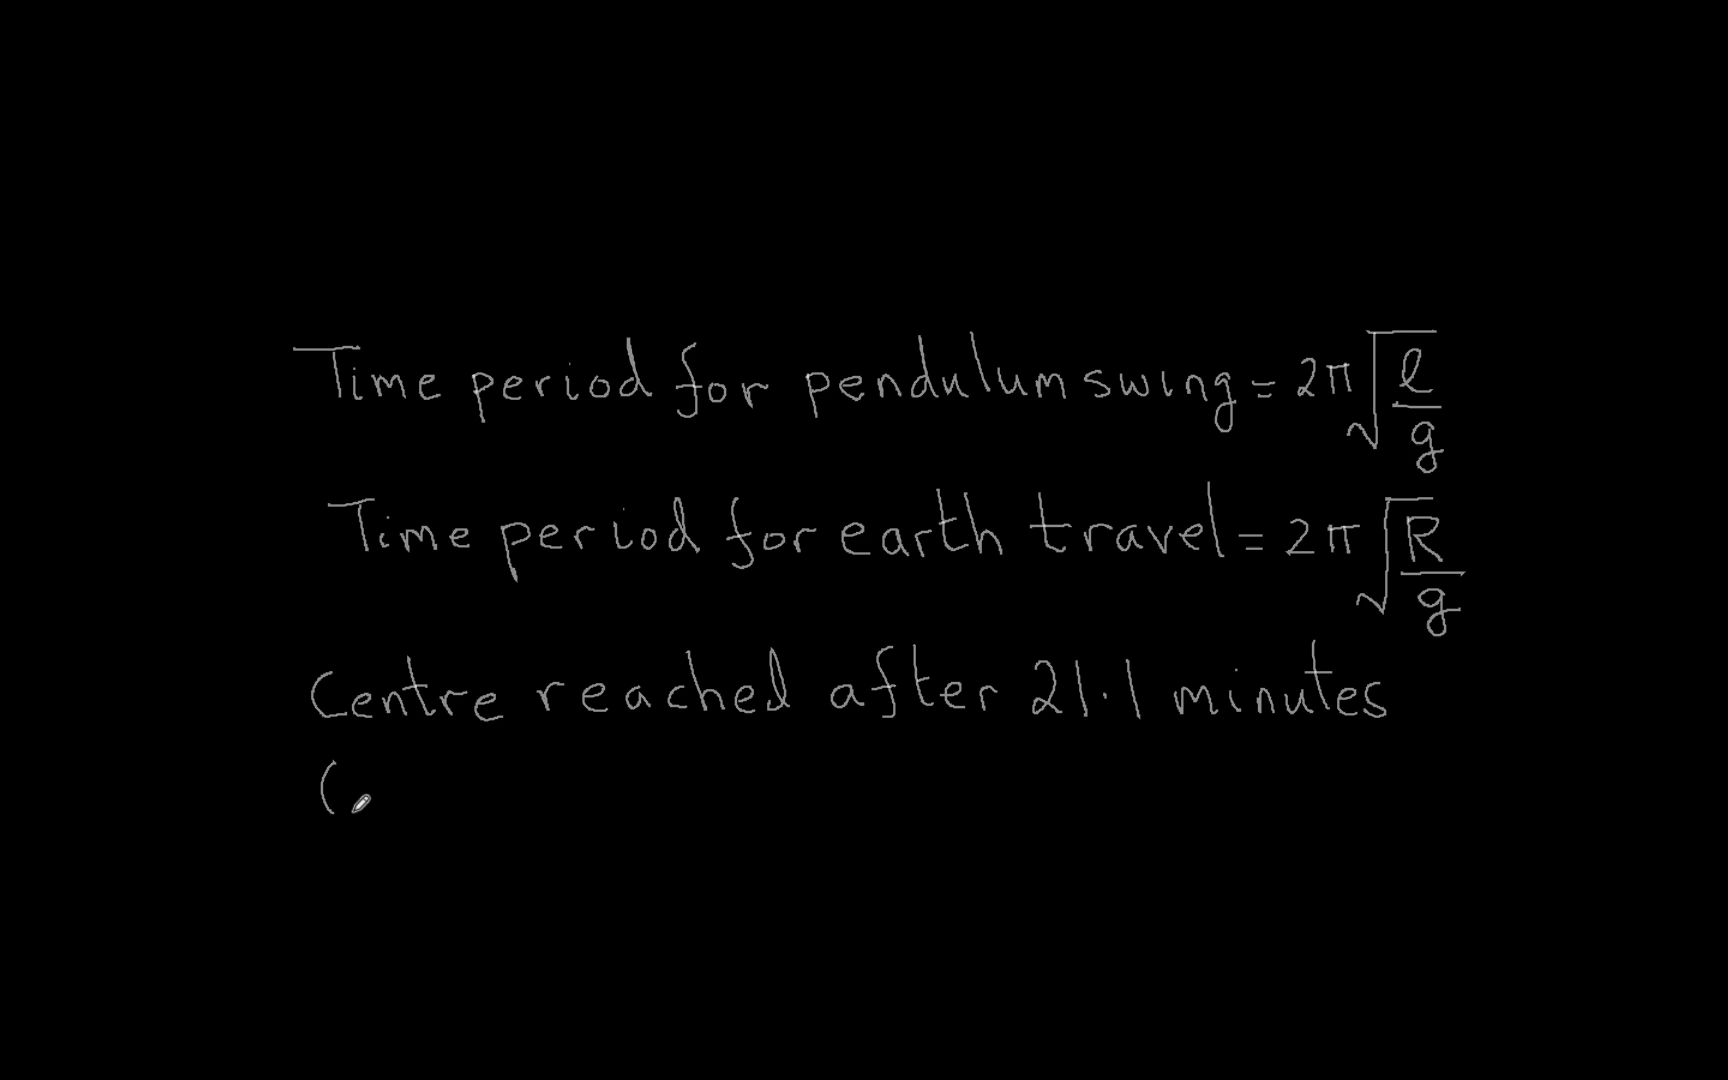 Time period for pendulum swing = 2π√(l/g)
Time period for earth travel = 2π√(R/g)
Centre reached after 21.1 minutes
(